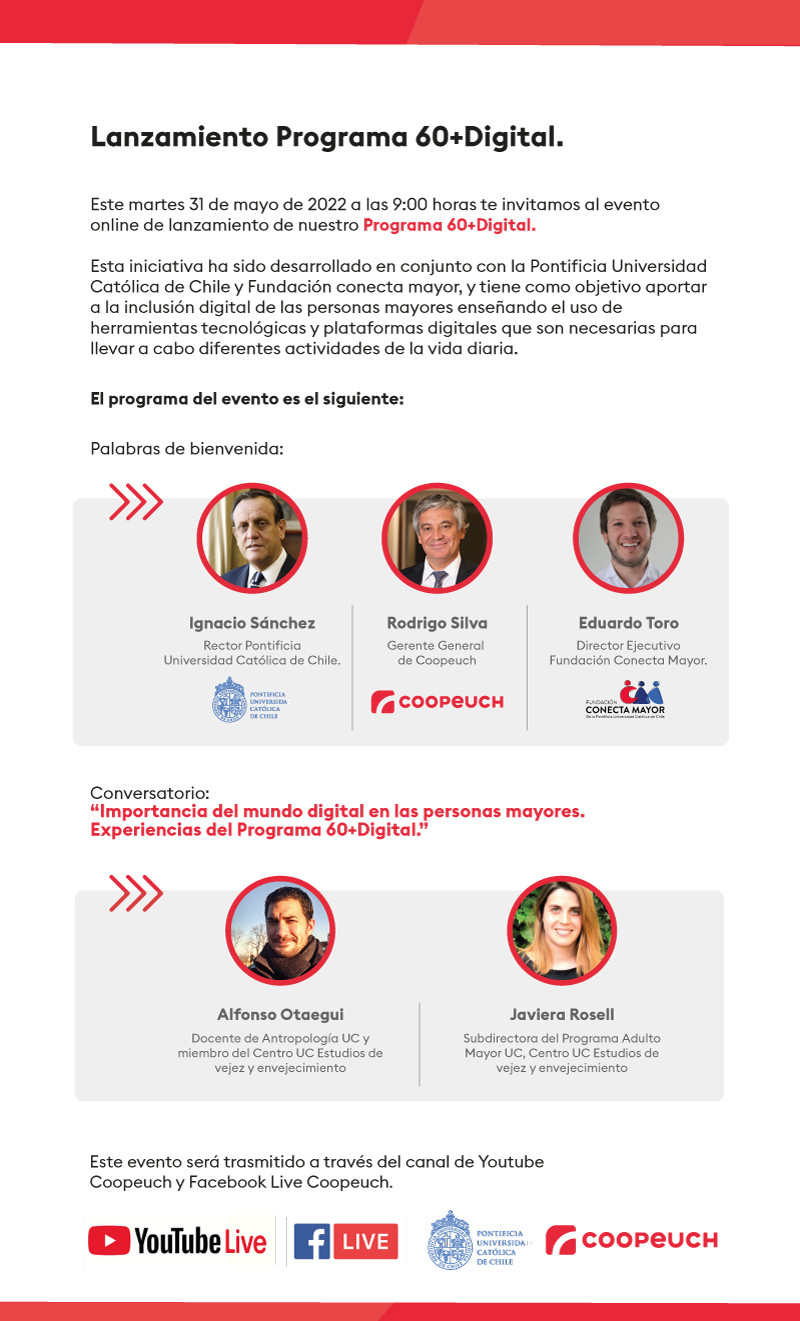 Lanzamiento Programa 60+Digital.
Este martes 31 de mayo de 2022 a las 9:00 horas te invitamos al evento
online de lanzamiento de nuestro Programa 60+Digital.
Esta iniciativa ha sido desarrollado en conjunto con la Pontificia Universidad
Católica de Chile y Fundación conecta mayor, y tiene como objetivo aportar
a la inclusión digital de las personas mayores enseñando el uso de
herramientas tecnológicas y plataformas digitales que son necesarias para
llevar a cabo diferentes actividades de la vida diaria.
El programa del evento es el siguiente:
Palabras de bienvenida:
Ignacio Sánchez
Rector Pontificia
Universidad Católica de Chile.
PONTIFICIA
UNIVERSIDA
CATÓLICA
DE CHILE
Rodrigo Silva
Gerente General
de Coopeuch
COOPEUCH
Eduardo Toro
Director Ejecutivo
Fundación Conecta Mayor.
FUNDACIÓN
CONECTA MAYOR
De la Pontificia Universidad Católica de Chile
Conversatorio:
“Importancia del mundo digital en las personas mayores.
Experiencias del Programa 60+Digital.”
Alfonso Otaegui
Docente de Antropología UC y
miembro del Centro UC Estudios de
vejez y envejecimiento
Javiera Rosell
Subdirectora del Programa Adulto
Mayor UC, Centro UC Estudios de
vejez y envejecimiento
Este evento será trasmitido a través del canal de Youtube
Coopeuch y Facebook Live Coopeuch.
YouTube Live
f LIVE
PONTIFICIA
UNIVERSIDA
CATÓLICA
DE CHILE
COOPEUCH